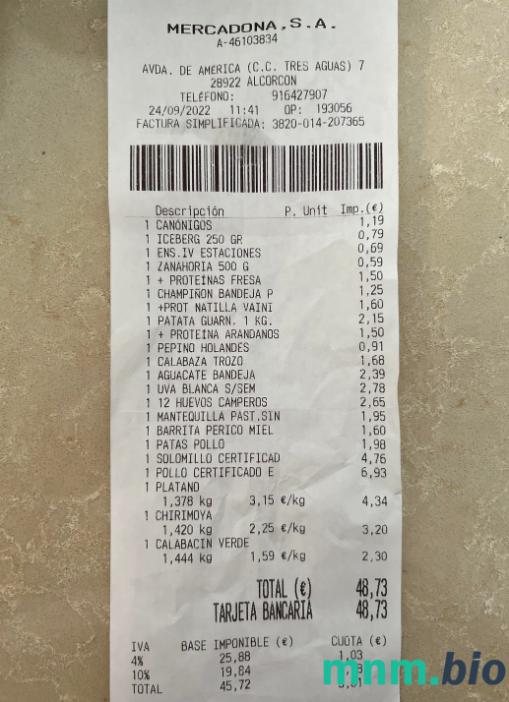 MERCADONA, S.A.
A-46103834
AVDA. DE AMÉRICA (C.C. TRES AGUAS) 7
28922 ALCORCON
TELÉFONO: 916427907
24/09/2022 11:41 OP: 193056
FACTURA SIMPLIFICADA: 3820-014-207365
Descripción P. Unit Imp.(€)
1 CANÓNIGOS 1,19
1 ICEBERG 250 GR 0,79
1 ENS.IV ESTACIONES 0,69
1 ZANAHORIA 500 G 0,59
1 + PROTEINAS FRESA 1,50
1 CHAMPIÑON BANDEJA P 1,25
1 +PROT NATILLA VAINI 1,60
1 PATATA GUARN. 1 KG. 2,15
1 + PROTEINA ARANDANOS 1,50
1 PEPINO HOLANDES 0,91
1 CALABAZA TROZO 1,68
1 AGUACATE BANDEJA 2,39
1 UVA BLANCA S/SEM 2,78
1 12 HUEVOS CAMPEROS 2,65
1 MANTEQUILLA PAST.SIN 1,95
1 BARRITA PERICO MIEL 1,60
1 PATAS POLLO 1,98
1 SOLOMILLO CERTIFICAD 4,76
1 POLLO CERTIFICADO E 6,93
1 PLATANO
1,378 kg 3,15 €/kg 4,34
1 CHIRIMOYA
1,420 kg 2,25 €/kg 3,20
1 CALABACIN VERDE
1,444 kg 1,59 €/kg 2,30
TOTAL (€) 48,73
TARJETA BANCARIA 48,73
IVA BASE IMPONIBLE (€) CUOTA (€)
4% 25,88 1,03
10% 19,84
TOTAL 45,72
mnm.bio